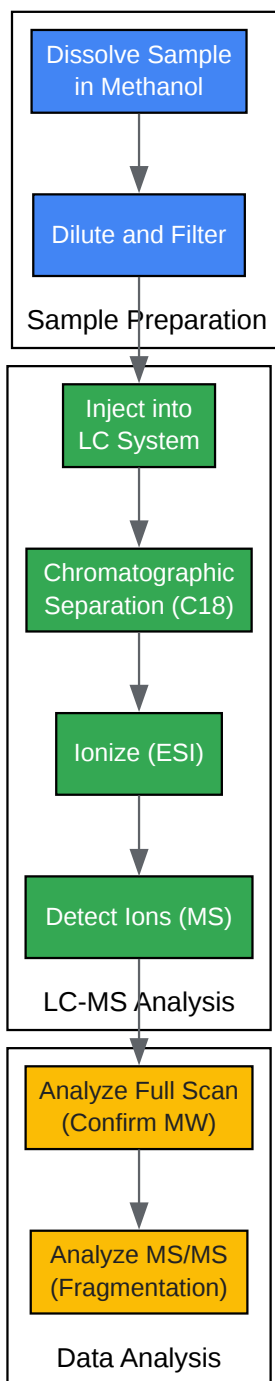 Dissolve Sample
in Methanol
Dilute and Filter
Sample Preparation
Inject into
LC System
Chromatographic
Separation (C18)
Ionize (ESI)
Detect Ions (MS)
LC-MS Analysis
Analyze Full Scan
(Confirm MW)
Analyze MS/MS
(Fragmentation)
Data Analysis